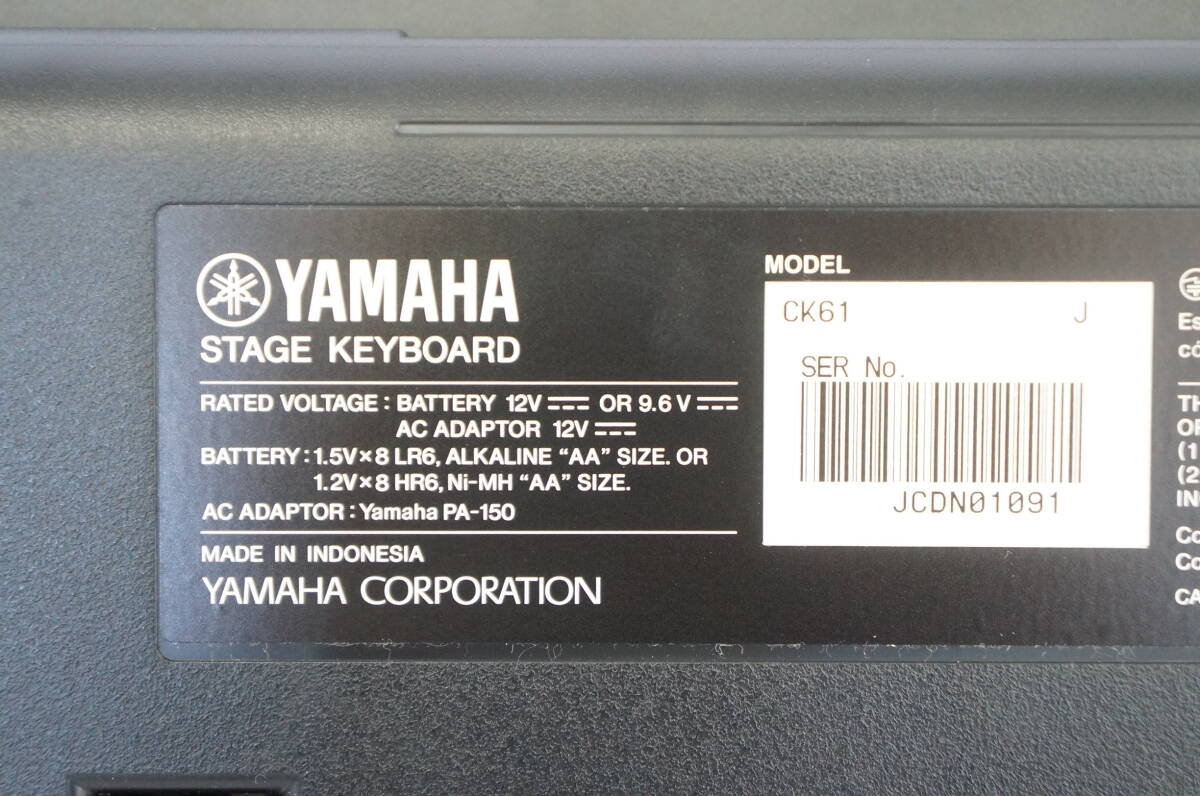 YAMAHA
STAGE KEYBOARD
RATED VOLTAGE : BATTERY 12V ⎓ OR 9.6 V ⎓
AC ADAPTOR 12V ⎓
BATTERY : 1.5V×8 LR6, ALKALINE “AA” SIZE. OR
1.2V×8 HR6, Ni-MH “AA” SIZE.
AC ADAPTOR : Yamaha PA-150
MADE IN INDONESIA
YAMAHA CORPORATION
MODEL
CK61 J
SER No.
JCDN01091
(1
(2